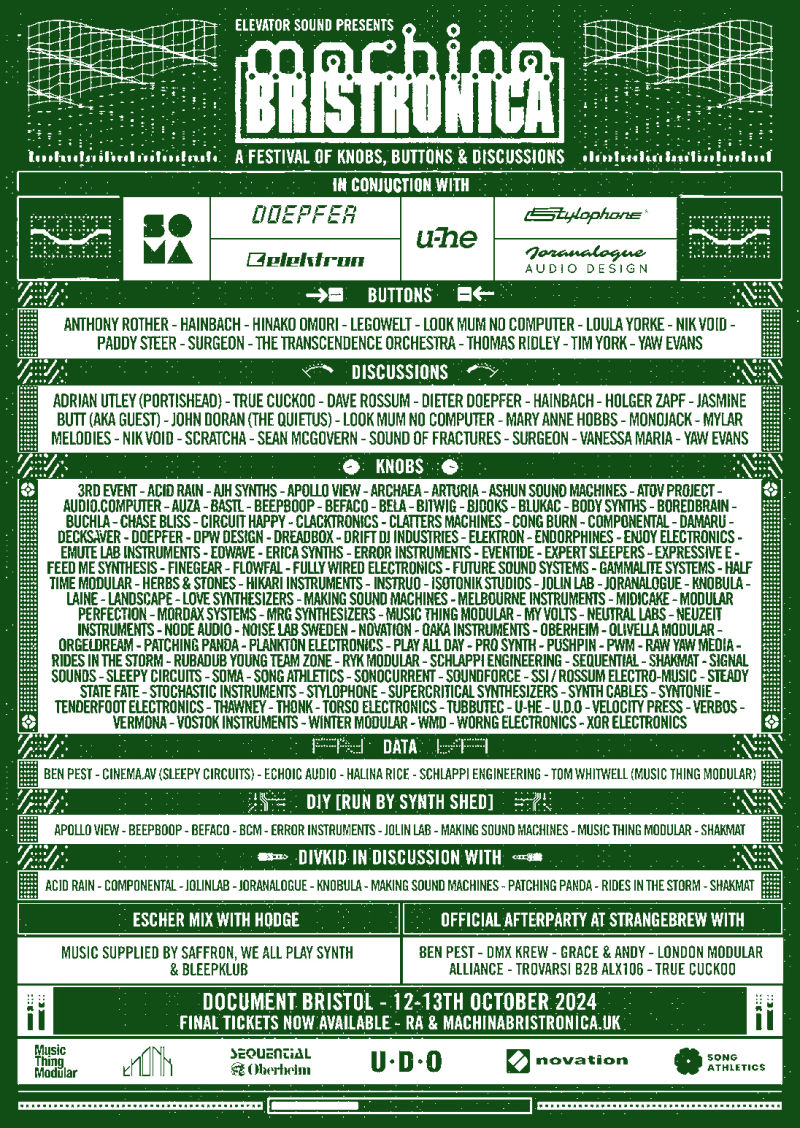 ELEVATOR SOUND PRESENTS
machina
BRISTRONICA
A FESTIVAL OF KNOBS, BUTTONS & DISCUSSIONS
IN CONJUCTION WITH
SOMA
DOEPFER
elektron
u-he
Stylophone
Joranalogue
AUDIO DESIGN
BUTTONS
ANTHONY ROTHER - HAINBACH - HINAKO OMORI - LEGOWELT - LOOK MUM NO COMPUTER - LOULA YORKE - NIK VOID -
PADDY STEER - SURGEON - THE TRANSCENDENCE ORCHESTRA - THOMAS RIDLEY - TIM YORK - YAW EVANS
DISCUSSIONS
ADRIAN UTLEY (PORTISHEAD) - TRUE CUCKOO - DAVE ROSSUM - DIETER DOEPFER - HAINBACH - HOLGER ZAPF - JASMINE
BUTT (AKA GUEST) - JOHN DORAN (THE QUIETUS) - LOOK MUM NO COMPUTER - MARY ANNE HOBBS - MONOJACK - MYLAR
MELODIES - NIK VOID - SCRATCHA - SEAN MCGOVERN - SOUND OF FRACTURES - SURGEON - VANESSA MARIA - YAW EVANS
KNOBS
3RD EVENT - ACID RAIN - AJH SYNTHS - APOLLO VIEW - ARCHAEA - ARTURIA - ASHUN SOUND MACHINES - ATOV PROJECT -
AUDIO.COMPUTER - AUZA - BASTL - BEEPBOOP - BEFACO - BELA - BITWIG - BJOOKS - BLUKAC - BODY SYNTHS - BOREDBRAIN -
BUCHLA - CHASE BLISS - CIRCUIT HAPPY - CLACKTRONICS - CLATTERS MACHINES - CONG BURN - COMPONENTAL - DAMARU -
DECKSAVER - DOEPFER - DPW DESIGN - DREADBOX - DRIFT DJ INDUSTRIES - ELEKTRON - ENDORPHINES - ENJOY ELECTRONICS -
EMUTE LAB INSTRUMENTS - EOWAVE - ERICA SYNTHS - ERROR INSTRUMENTS - EVENTIDE - EXPERT SLEEPERS - EXPRESSIVE E -
FEED ME SYNTHESIS - FINEGEAR - FLOWFAL - FULLY WIRED ELECTRONICS - FUTURE SOUND SYSTEMS - GAMMALITE SYSTEMS - HALF
TIME MODULAR - HERBS & STONES - HIKARI INSTRUMENTS - INSTRUO - ISOTONIK STUDIOS - JOLIN LAB - JORANALOGUE - KNOBULA -
LAINE - LANDSCAPE - LOVE SYNTHESIZERS - MAKING SOUND MACHINES - MELBOURNE INSTRUMENTS - MIDICAKE - MODULAR
PERFECTION - MORDAX SYSTEMS - MRG SYNTHESIZERS - MUSIC THING MODULAR - MY VOLTS - NEUTRAL LABS - NEUZEIT
INSTRUMENTS - NODE AUDIO - NOISE LAB SWEDEN - NOVATION - OAKA INSTRUMENTS - OBERHEIM - OLIVELLA MODULAR -
ORGELDREAM - PATCHING PANDA - PLANKTON ELECTRONICS - PLAY ALL DAY - PRO SYNTH - PUSHPIN - PWM - RAW YAW MEDIA -
RIDES IN THE STORM - RUBADUB YOUNG TEAM ZONE - RYK MODULAR - SCHLAPPI ENGINEERING - SEQUENTIAL - SHAKMAT - SIGNAL
SOUNDS - SLEEPY CIRCUITS - SOMA - SONG ATHLETICS - SONOCURRENT - SOUNDFORCE - SSI / ROSSUM ELECTRO-MUSIC - STEADY
STATE FATE - STOCHASTIC INSTRUMENTS - STYLOPHONE - SUPERCRITICAL SYNTHESIZERS - SYNTH CABLES - SYNTONIE -
TENDERFOOT ELECTRONICS - THAWNEY - THONK - TORSO ELECTRONICS - TUBBUTEC - U-HE - U.D.O - VELOCITY PRESS - VERBOS -
VERMONA - VOSTOK INSTRUMENTS - WINTER MODULAR - WMD - WORNG ELECTRONICS - XOR ELECTRONICS
DATA
BEN PEST - CINEMA.AV (SLEEPY CIRCUITS) - ECHOIC AUDIO - HALINA RICE - SCHLAPPI ENGINEERING - TOM WHITWELL (MUSIC THING MODULAR)
DIY [RUN BY SYNTH SHED]
APOLLO VIEW - BEEPBOOP - BEFACO - BCM - ERROR INSTRUMENTS - JOLIN LAB - MAKING SOUND MACHINES - MUSIC THING MODULAR - SHAKMAT
DIVKID IN DISCUSSION WITH
ACID RAIN - COMPONENTAL - JOLINLAB - JORANALOGUE - KNOBULA - MAKING SOUND MACHINES - PATCHING PANDA - RIDES IN THE STORM - SHAKMAT
ESCHER MIX WITH HODGE
MUSIC SUPPLIED BY SAFFRON, WE ALL PLAY SYNTH
& BLEEPKLUB
OFFICIAL AFTERPARTY AT STRANGEBREW WITH
BEN PEST - DMX KREW - GRACE & ANDY - LONDON MODULAR
ALLIANCE - TROVARSI B2B ALX106 - TRUE CUCKOO
DOCUMENT BRISTOL - 12-13TH OCTOBER 2024
FINAL TICKETS NOW AVAILABLE - RA & MACHINABRISTRONICA.UK
Music
Thing
Modular
THONK
SEQUENTIAL
Oberheim
U·D·O
novation
SONG
ATHLETICS